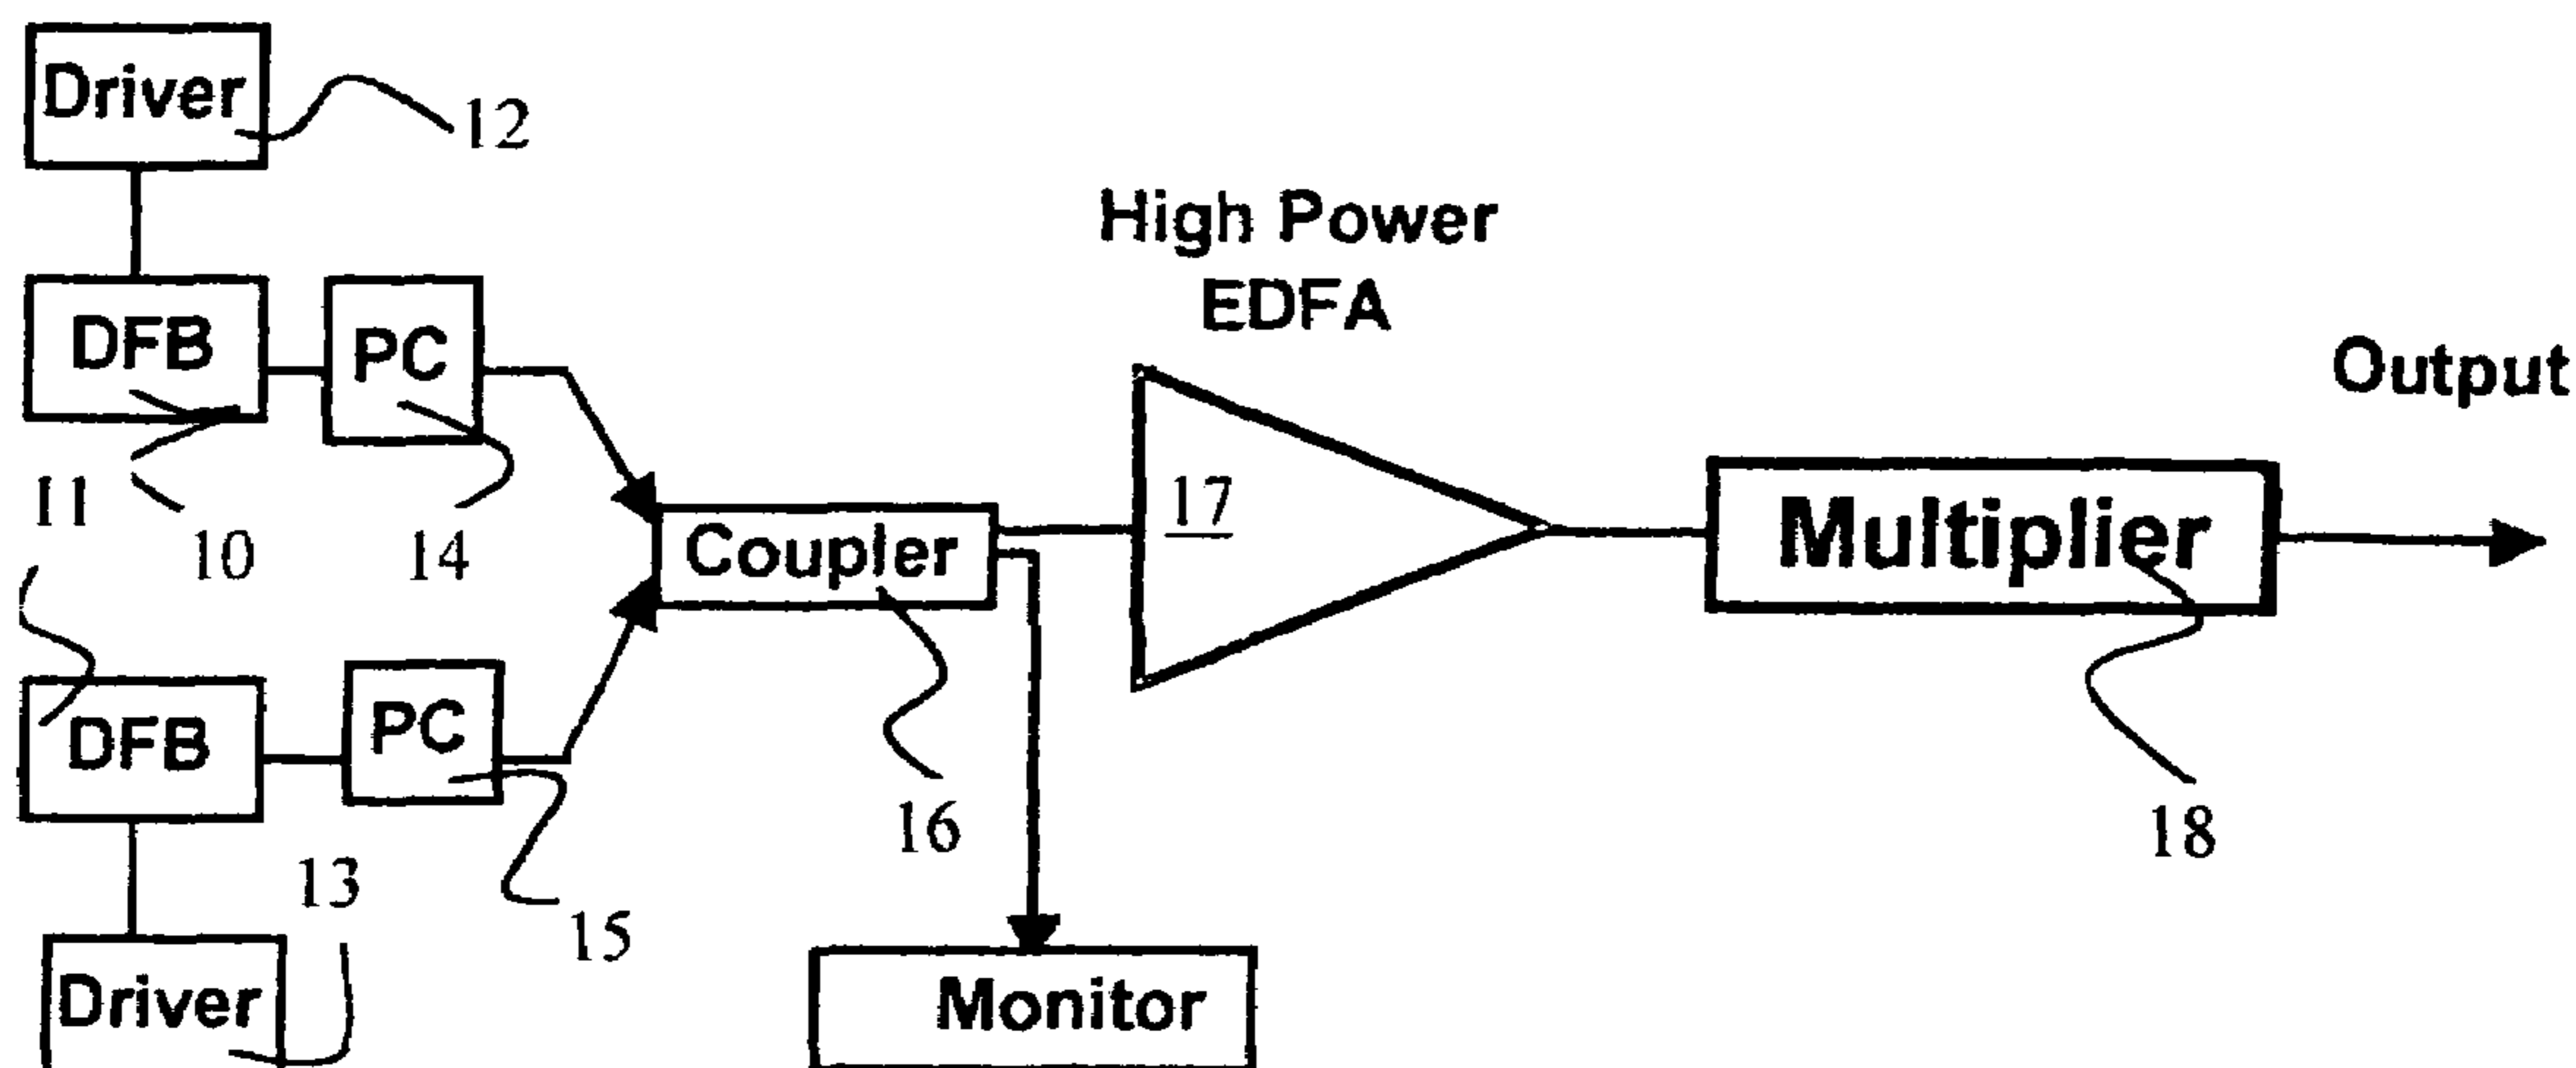 Driver
12
High Power
EDFA
DFB
PC
Output
11
10
14
17
Coupler
Multiplier
DFB
PC
16
18
13
15
Driver
Monitor